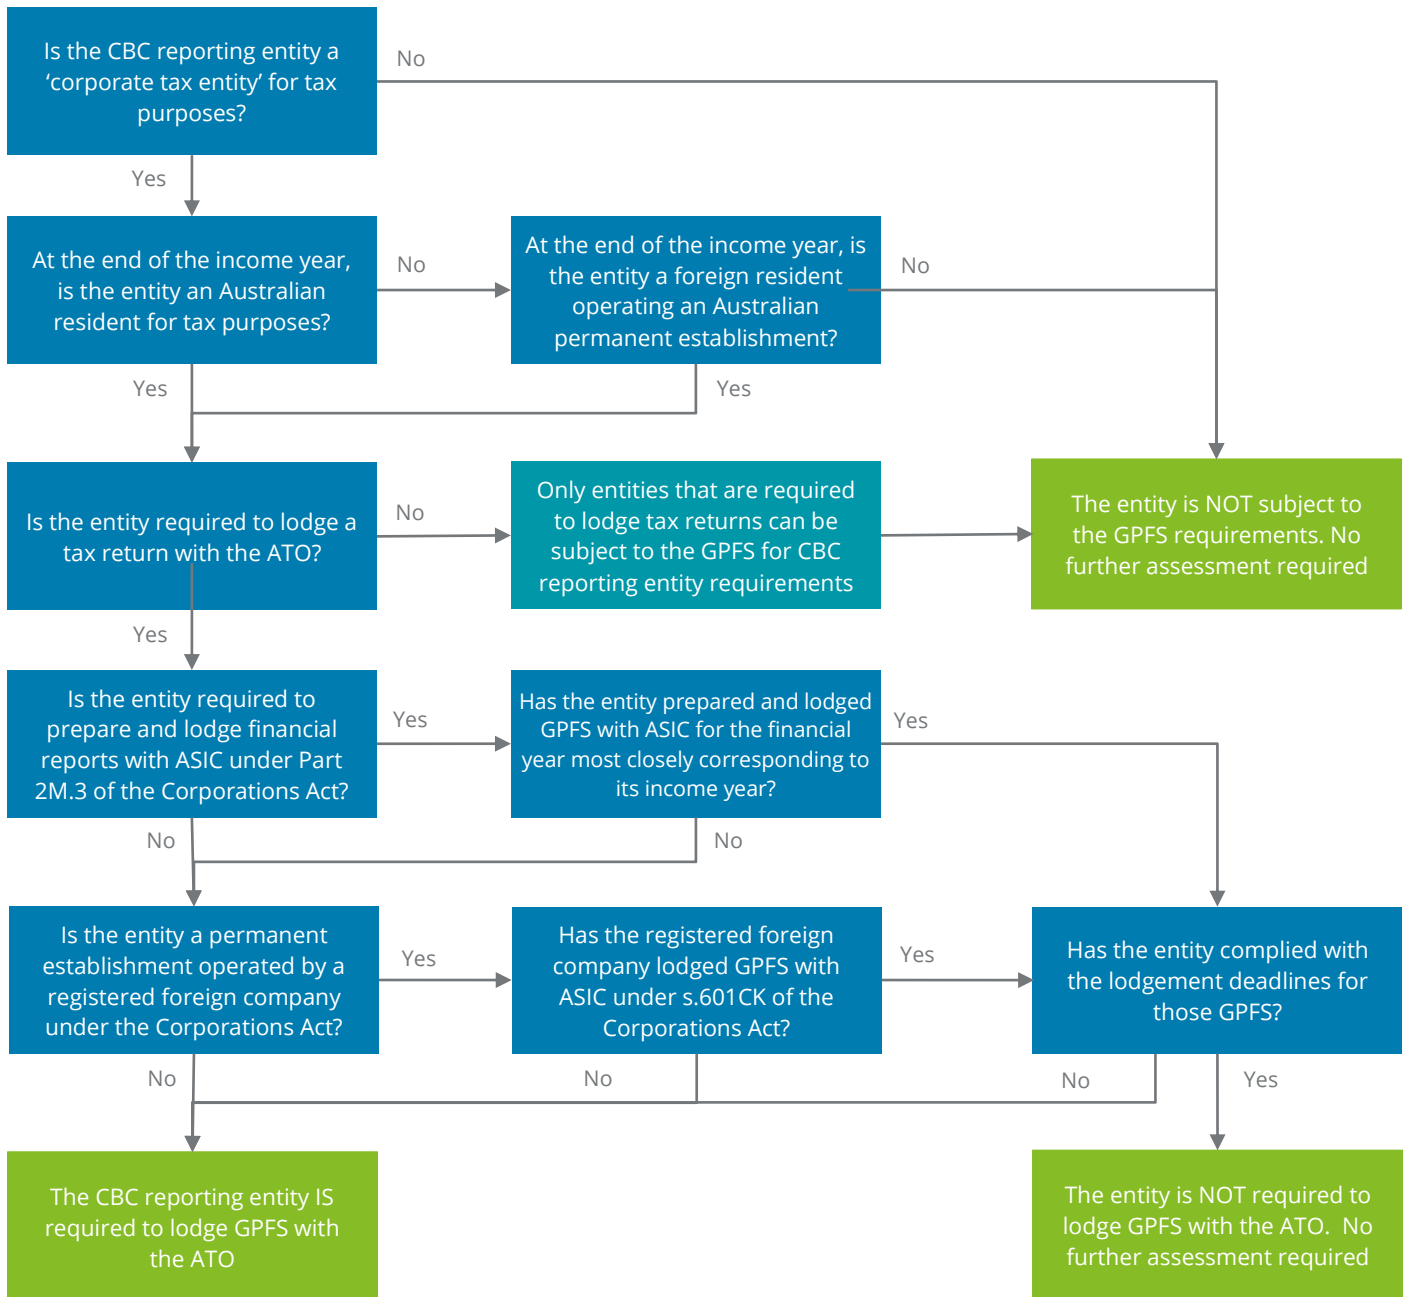 Is the CBC reporting entity a
‘corporate tax entity’ for tax
purposes?
No
Yes
At the end of the income year,
is the entity an Australian
resident for tax purposes?
No
At the end of the income year, is
the entity a foreign resident
operating an Australian
permanent establishment?
No
Yes
Yes
Is the entity required to lodge a
tax return with the ATO?
No
Only entities that are required
to lodge tax returns can be
subject to the GPFS for CBC
reporting entity requirements
The entity is NOT subject to
the GPFS requirements. No
further assessment required
Yes
Is the entity required to
prepare and lodge financial
reports with ASIC under Part
2M.3 of the Corporations Act?
Yes
Has the entity prepared and lodged
GPFS with ASIC for the financial
year most closely corresponding to
its income year?
Yes
No
No
Is the entity a permanent
establishment operated by a
registered foreign company
under the Corporations Act?
Yes
Has the registered foreign
company lodged GPFS with
ASIC under s.601CK of the
Corporations Act?
Yes
Has the entity complied with
the lodgement deadlines for
those GPFS?
No
No
No
Yes
The CBC reporting entity IS
required to lodge GPFS with
the ATO
The entity is NOT required to
lodge GPFS with the ATO.  No
further assessment required